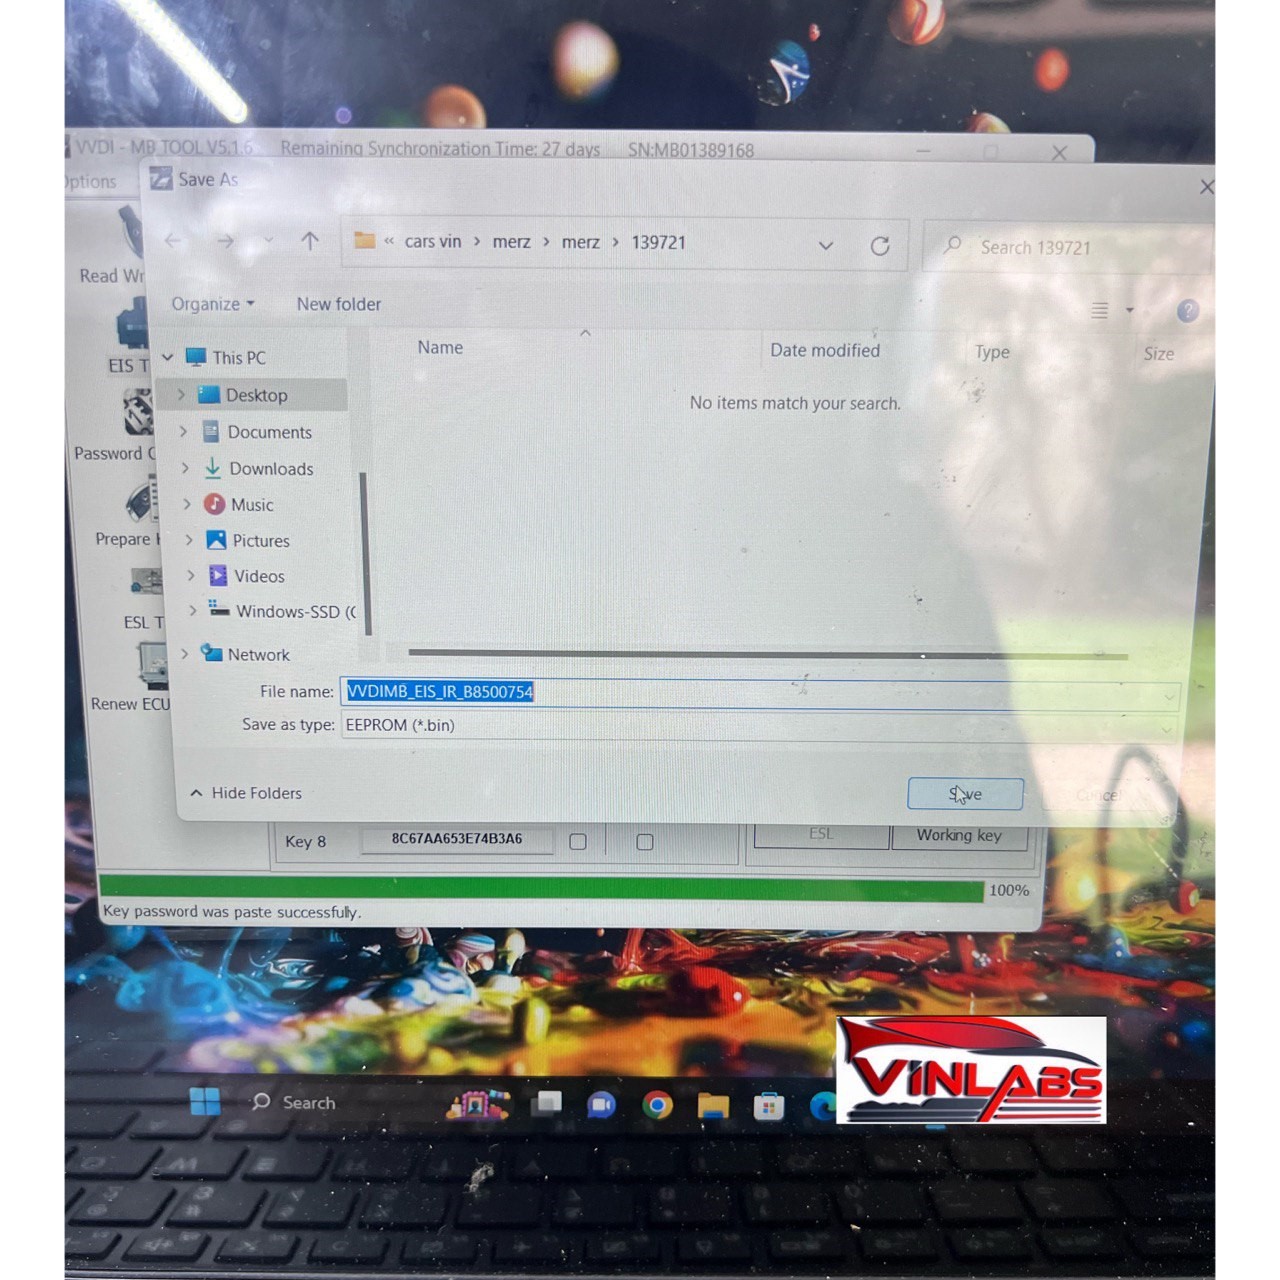 VVDI - MB TOOL V5.1.6 Remaining Synchronization Time: 27 days SN:MB01389168
Options
Save As
« cars vin > merz > merz > 139721
Search 139721
Read Wr
Organize
New folder
EIS T
Password C
Prepare
ESL T
Renew ECU
This PC
Desktop
Documents
Downloads
Music
Pictures
Videos
Windows-SSD (C
Network
Name
Date modified
Type
Size
No items match your search.
File name: VVDIMB_EIS_IR_B8500754
Save as type: EEPROM (*.bin)
Hide Folders
Save
Cancel
Key 8
8C67AA653E74B3A6
ESL
Working key
100%
Key password was paste successfully.
VINLABS
Search